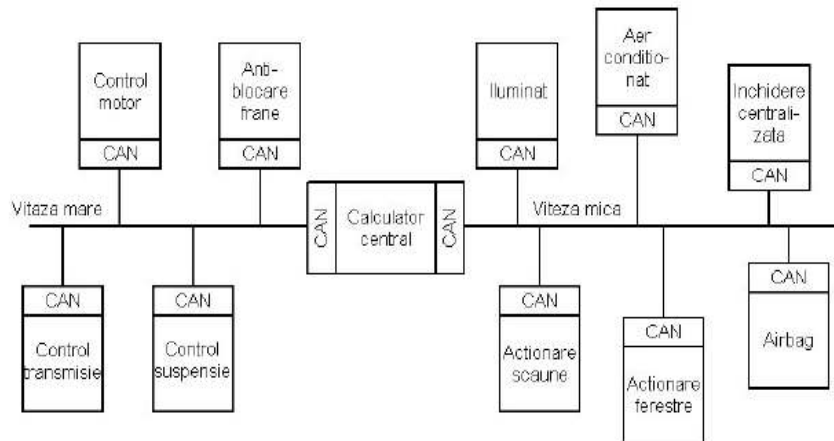 Control
motor
CAN
Anti-
blocare
frane
CAN
Iluminat
CAN
Aer
conditio-
nat
CAN
Inchidere
centrali-
zata
CAN
Vitaza mare
CAN
Calculator
central
CAN
Viteza mica
CAN
Control
transmisie
CAN
Control
suspensie
CAN
Actionare
scaune
CAN
Actionare
ferestre
CAN
Airbag